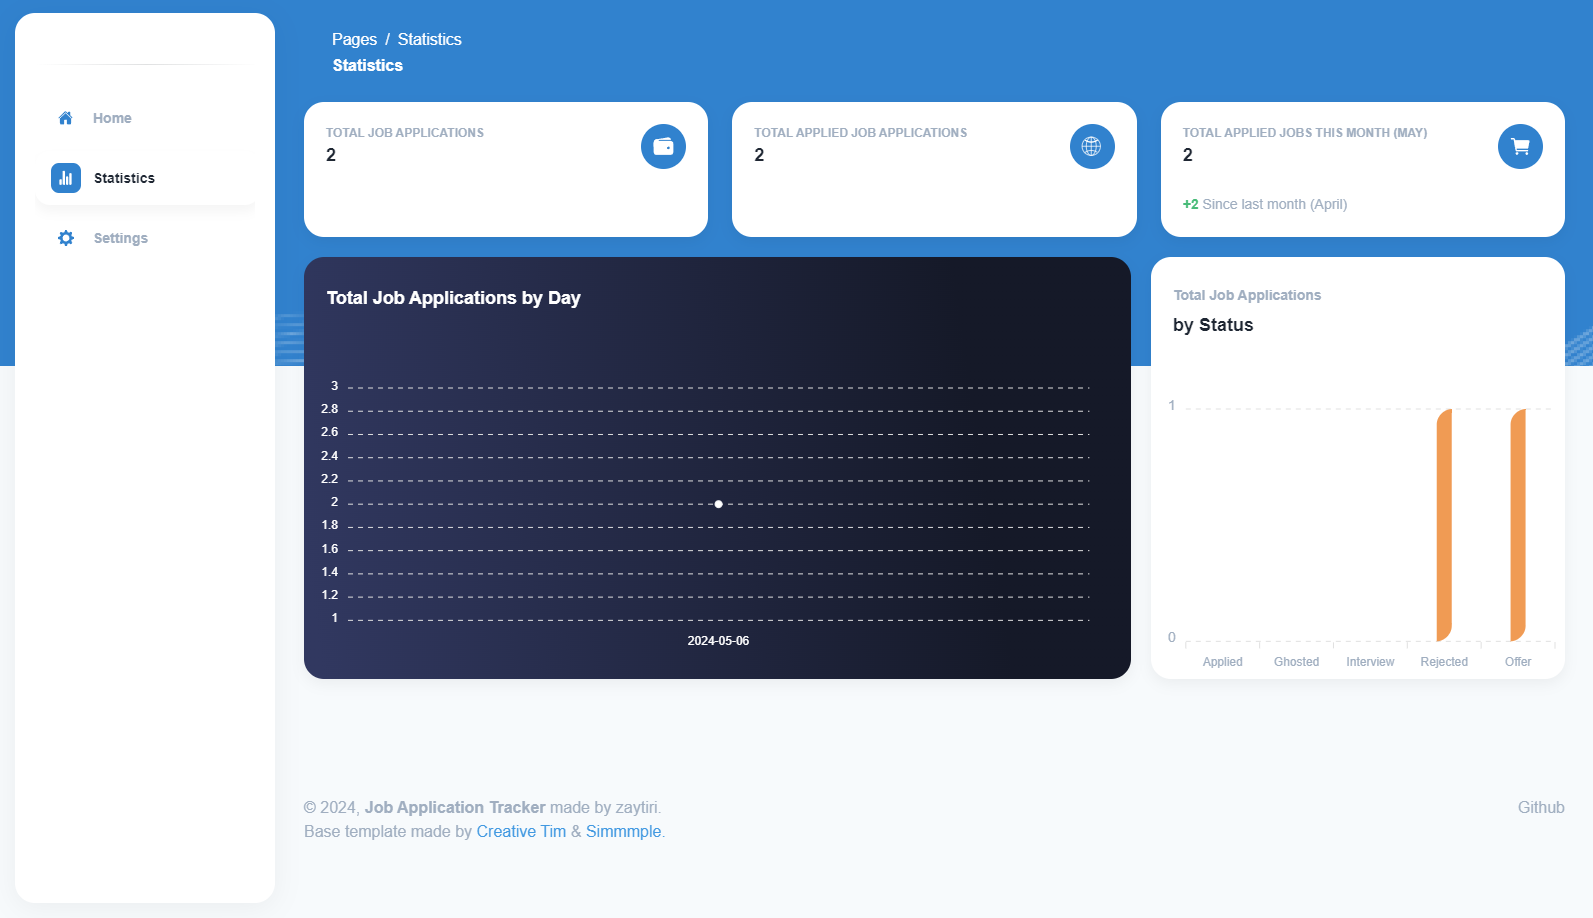 Pages / Statistics
Statistics
Home
Statistics
Settings
TOTAL JOB APPLICATIONS
2
TOTAL APPLIED JOB APPLICATIONS
2
TOTAL APPLIED JOBS THIS MONTH (MAY)
2
+2 Since last month (April)
Total Job Applications by Day
3
2.8
2.6
2.4
2.2
2
1.8
1.6
1.4
1.2
1
2024-05-06
Total Job Applications
by Status
1
0
Applied Ghosted Interview Rejected Offer
© 2024, Job Application Tracker made by zaytiri.
Base template made by Creative Tim & Simmmple.
Github